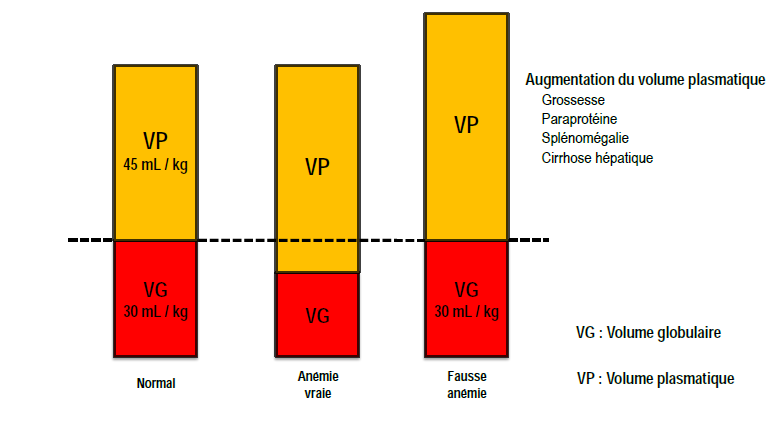 VP
45 mL / kg
VG
30 mL / kg
Normal
VP
VG
Anémie
vraie
VP
VG
30 mL / kg
Fausse
anémie
Augmentation du volume plasmatique
Grossesse
Paraprotéine
Splénomégalie
Cirrhose hépatique
VG : Volume globulaire
VP : Volume plasmatique